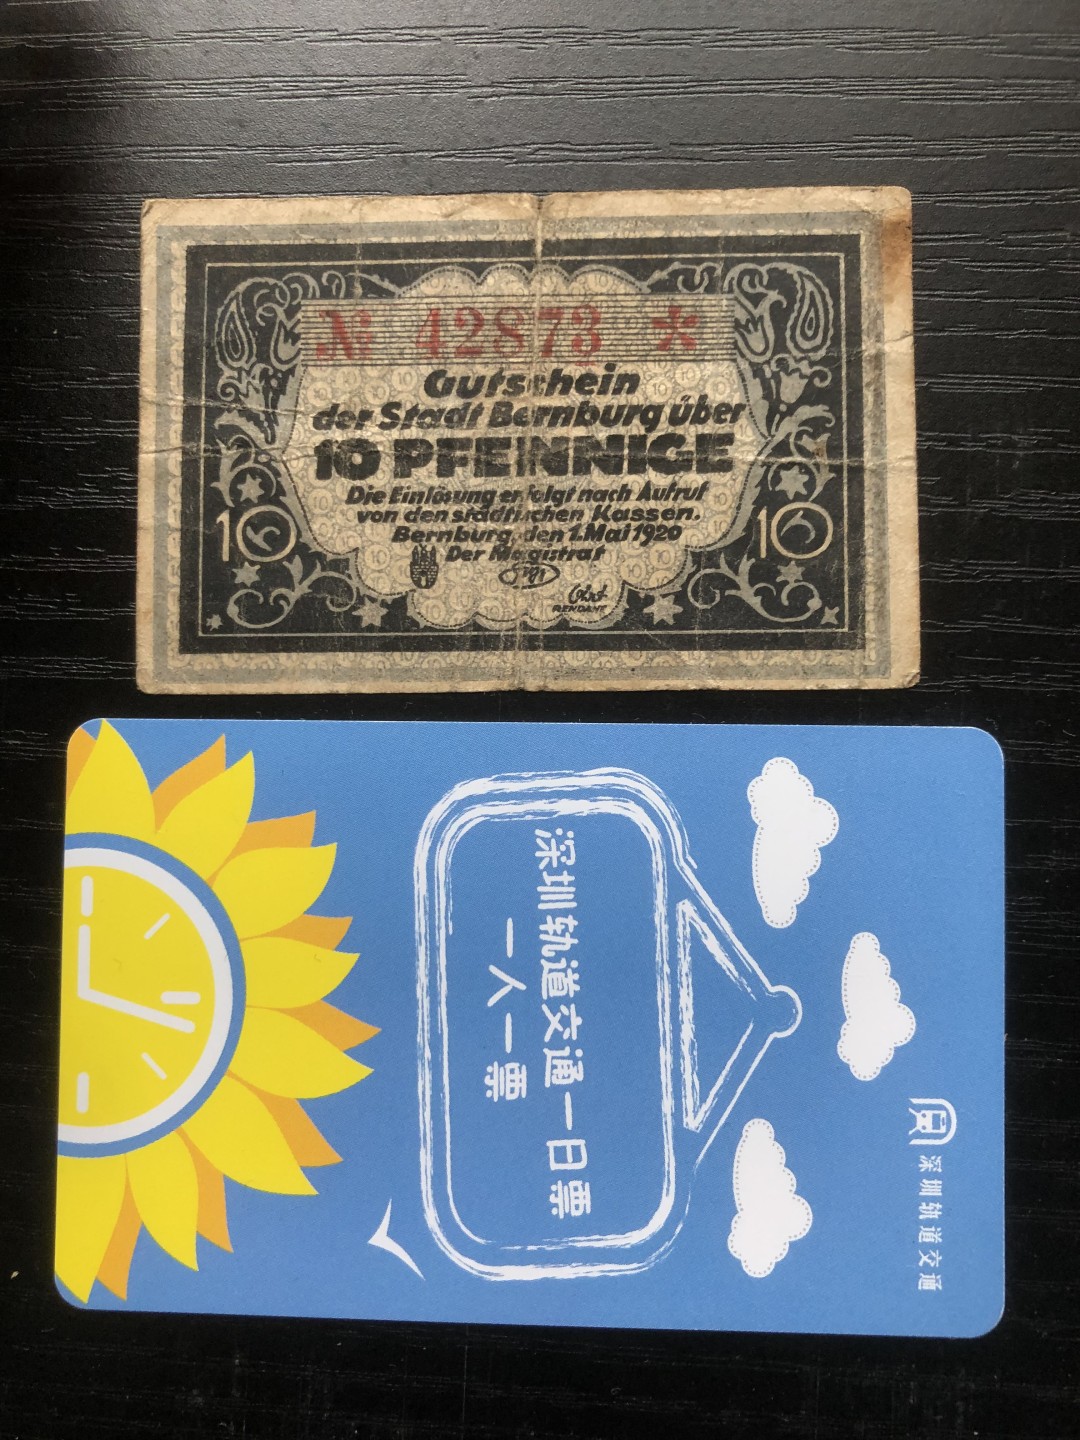 № 42873 *
Gutschein
der Stadt Bernburg über
10 PFENNIGE
Die Einlösung erfolgt nach Aufruf
von den städtischen Kassen.
Bernburg, den 1. Mai 1920
Der Magistrat
RENDANT
10
10
深圳轨道交通一日票
一人一票
深圳轨道交通